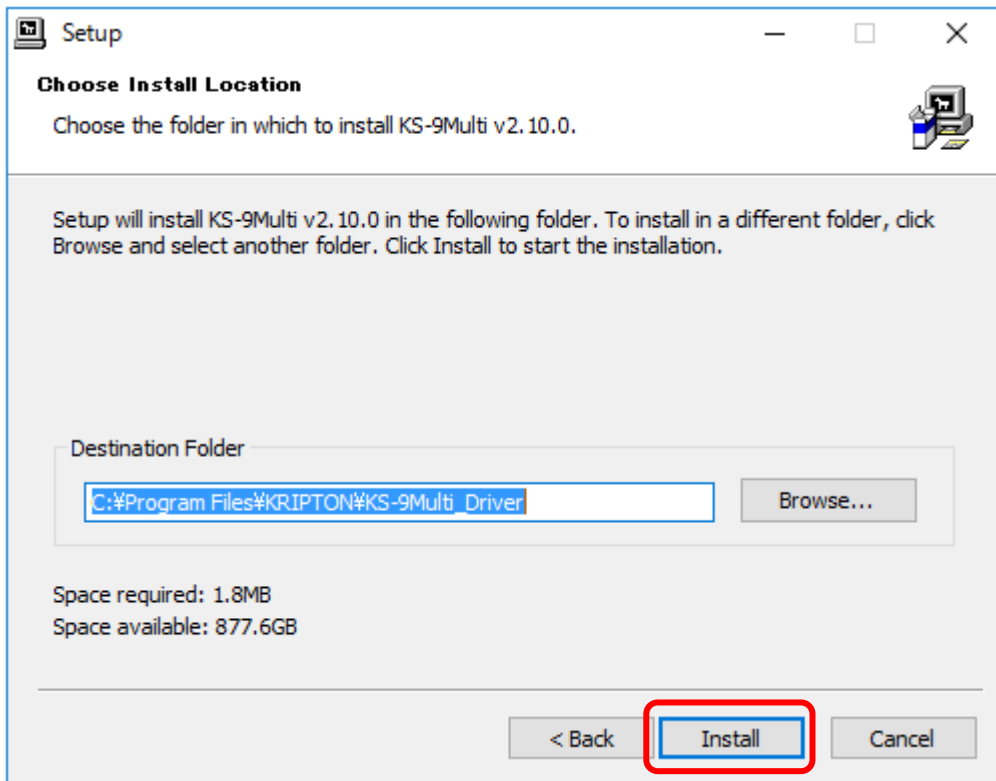 Setup
Choose Install Location
Choose the folder in which to install KS-9Multi v2.10.0.
Setup will install KS-9Multi v2.10.0 in the following folder. To install in a different folder, click
Browse and select another folder. Click Install to start the installation.
Destination Folder
C:¥Program Files¥KRIPTON¥KS-9Multi_Driver
Browse...
Space required: 1.8MB
Space available: 877.6GB
< Back
Install
Cancel